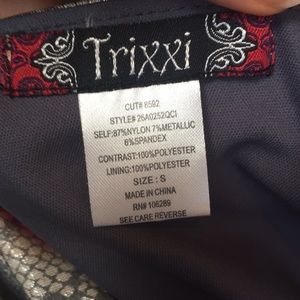 Trixxi
CUT# 8592
STYLE# 26A0252QCI
SELF:87%NYLON 7%METALLIC
6%SPANDEX
CONTRAST:100%POLYESTER
LINING:100%POLYESTER
SIZE : S
MADE IN CHINA
RN# 106289
SEE CARE REVERSE